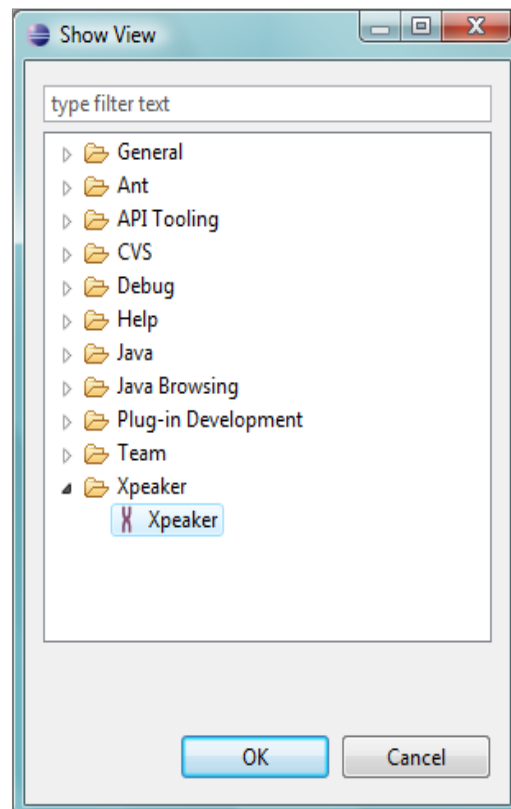 Show View
type filter text
General
Ant
API Tooling
CVS
Debug
Help
Java
Java Browsing
Plug-in Development
Team
Xpeaker
Xpeaker
OK Cancel